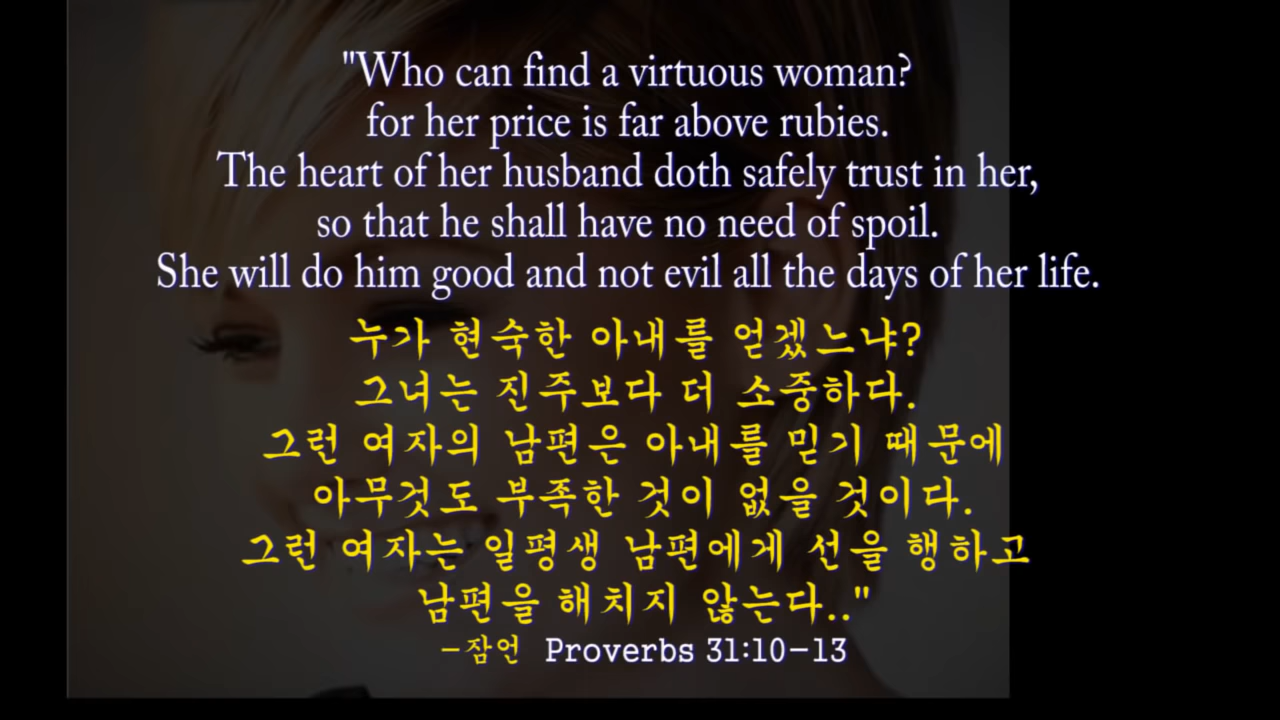 "Who can find a virtuous woman?
for her price is far above rubies.
The heart of her husband doth safely trust in her,
so that he shall have no need of spoil.
She will do him good and not evil all the days of her life.
누가 현숙한 아내를 얻겠느냐?
그녀는 진주보다 더 소중하다.
그런 여자의 남편은 아내를 믿기 때문에
아무것도 부족한 것이 없을 것이다.
그런 여자는 일평생 남편에게 선을 행하고
남편을 해치지 않는다.."
-잠언 Proverbs 31:10-13